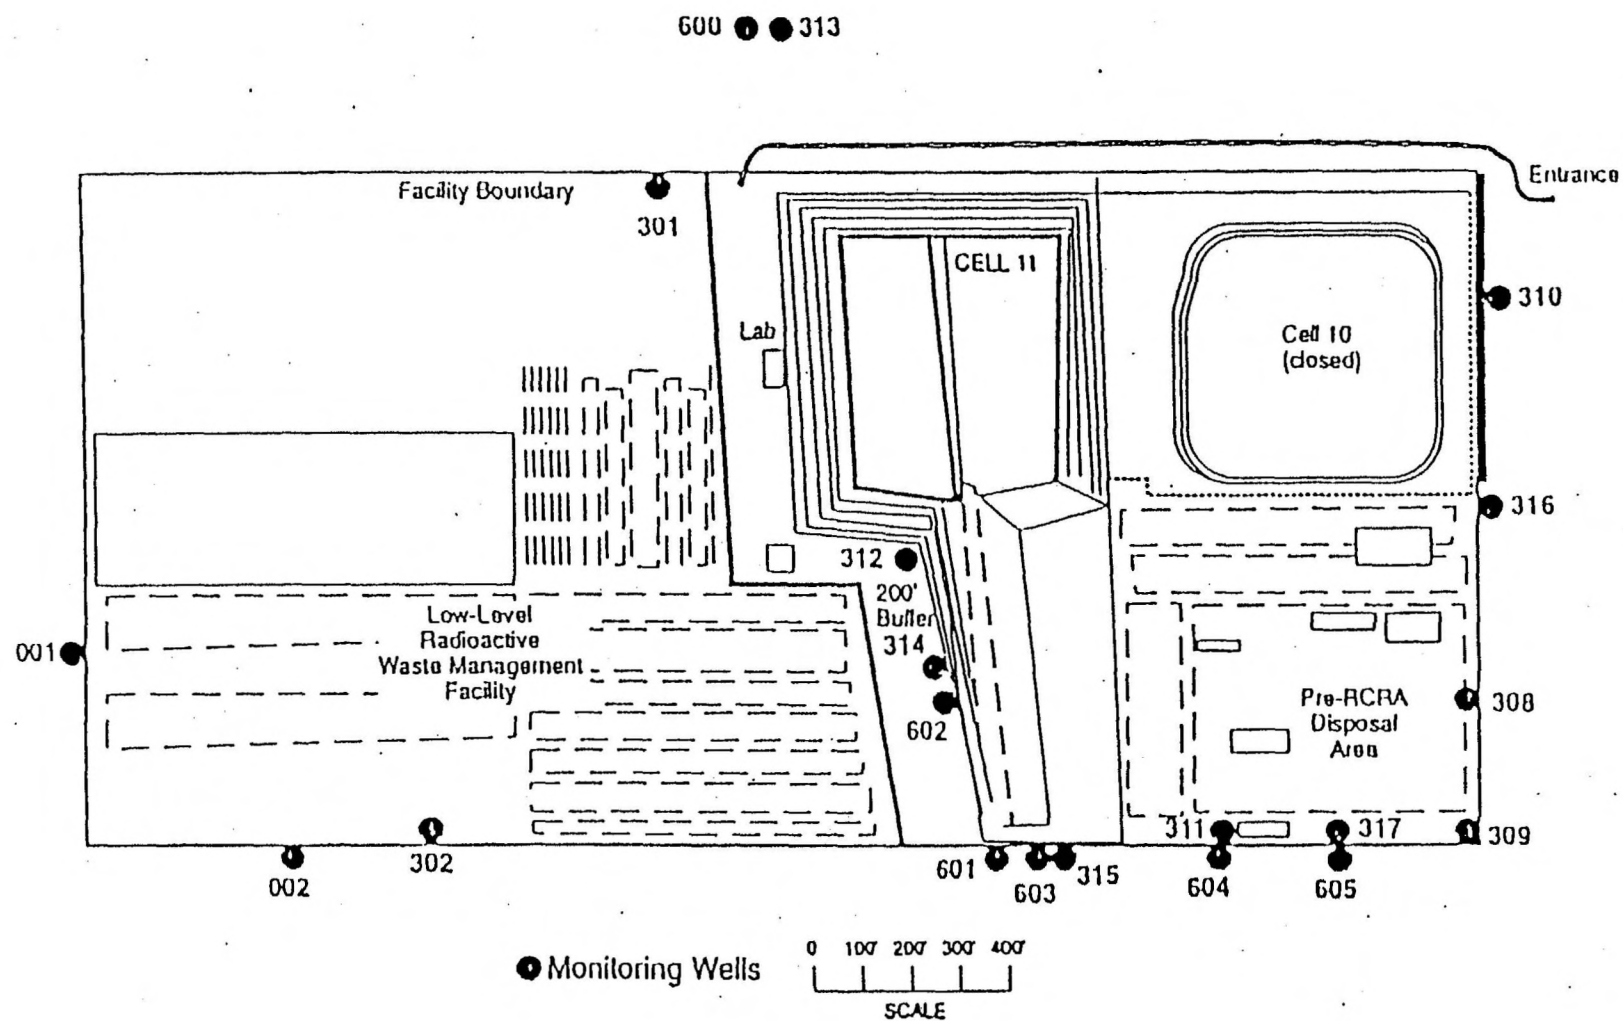 600 313
Entrance
Facility Boundary
301
CELL 11
310
Lab
Cell 10
(closed)
316
312
200'
Buffer
314
Low-Level
Radioactive
Waste Management
Facility
001
602
Pre-RCRA
Disposal
Area
308
311
317
309
302
002
601
603
315
604
605
Monitoring Wells
0 100' 200' 300' 400'
SCALE